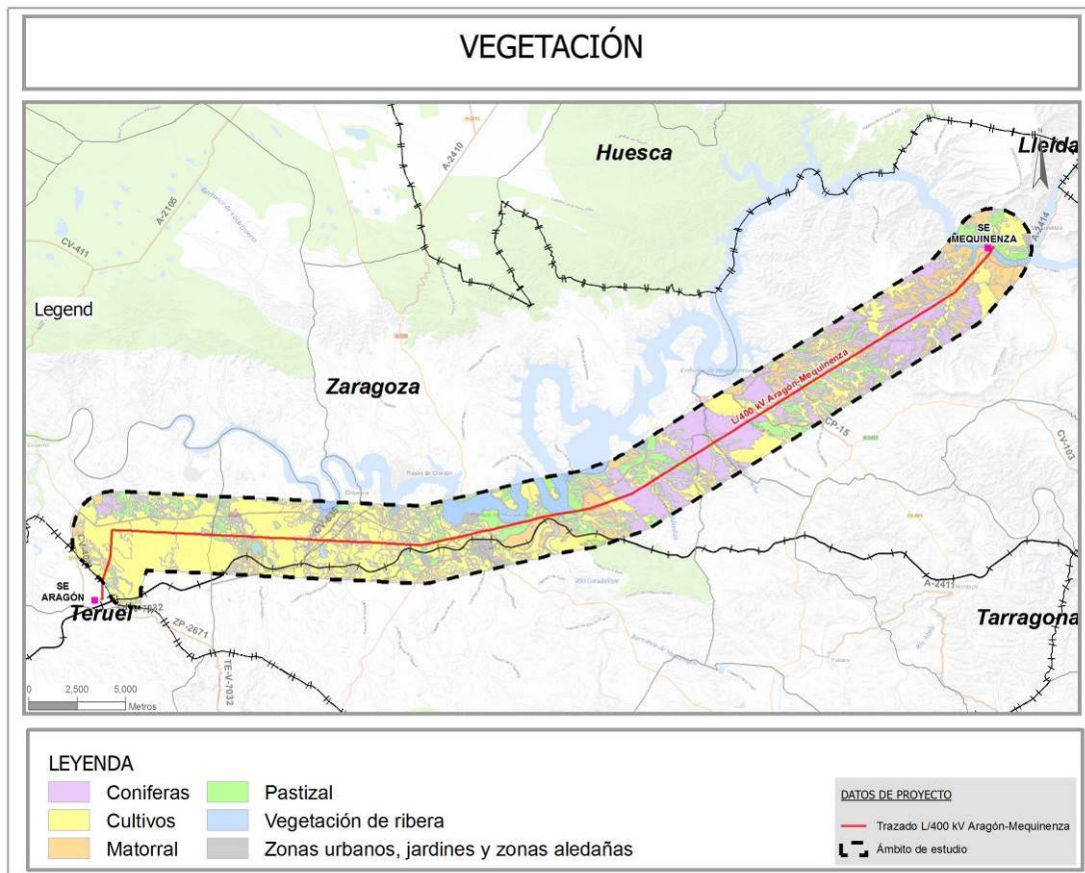 VEGETACIÓN
Huesca
Lleida
N
A-2410
A-2105
CV-411
A-2414
SE
MEQUINENZA
Legend
Zaragoza
L/400 kV Aragón-Mequinenza
CP-15
CV-103
SE
ARAGÓN
Teruel
ZP-2671
TE-V-7032
Río Guadalope
A-2411
Tarragona
0 2,500 5,000
Metros
LEYENDA
Coniferas
Pastizal
Cultivos
Vegetación de ribera
Matorral
Zonas urbanos, jardines y zonas aledañas
DATOS DE PROYECTO
Trazado L/400 kV Aragón-Mequinenza
Ámbito de estudio